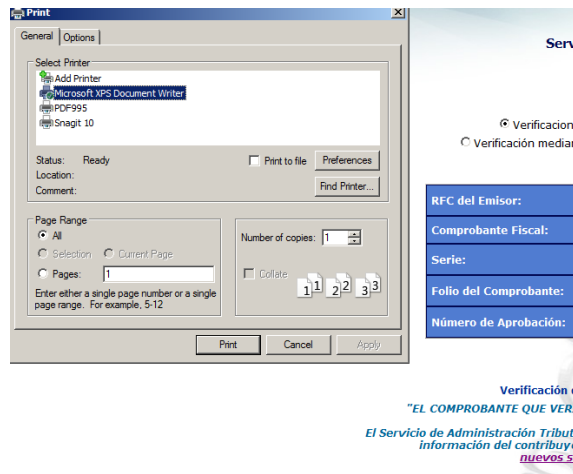 Print
General
Options
Select Printer
Add Printer
Microsoft XPS Document Writer
PDF995
Snagit 10
Status: Ready
Location:
Comment:
Print to file
Preferences
Find Printer...
Page Range
All
Selection
Current Page
Pages: 1
Enter either a single page number or a single
page range. For example, 5-12
Number of copies: 1
Collate
1 1 2 2 3 3
Print
Cancel
Apply
Serv
Verificacion
Verificación median
RFC del Emisor:
Comprobante Fiscal:
Serie:
Folio del Comprobante:
Número de Aprobación:
Verificación
"EL COMPROBANTE QUE VER
El Servicio de Administración Tribut
información del contribuy
nuevos s